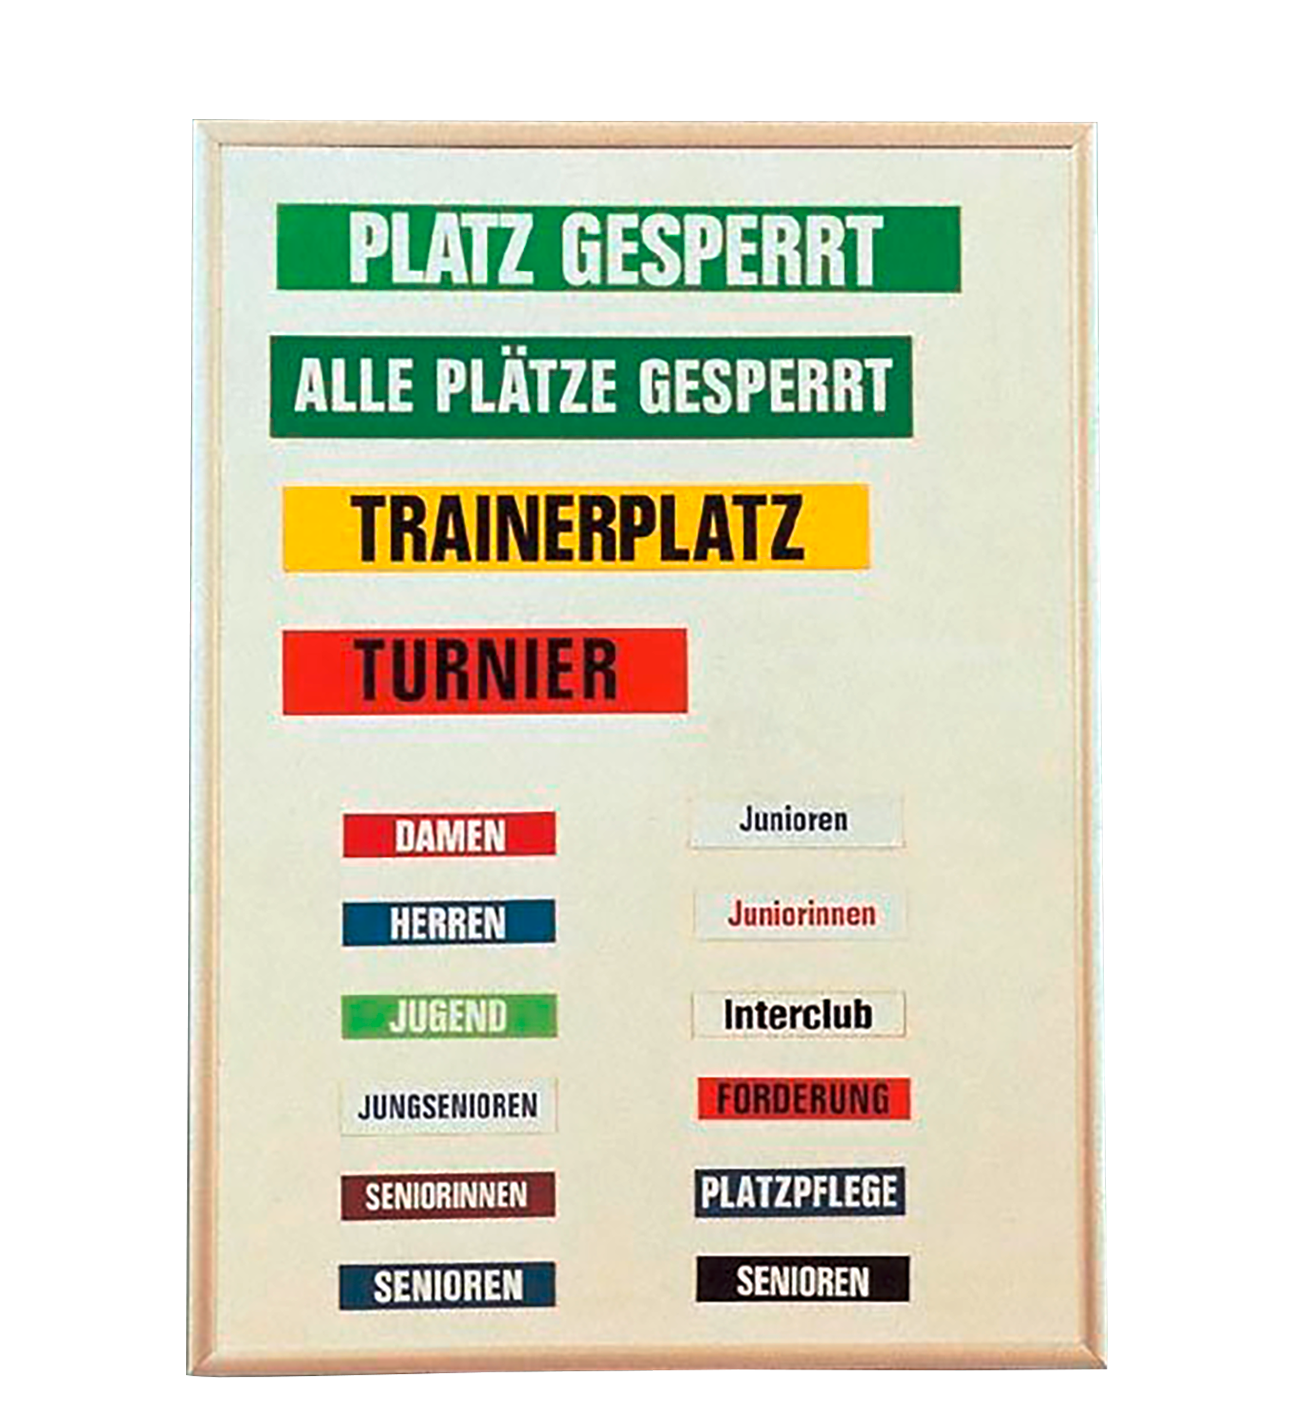 PLATZ GESPERRT
ALLE PLÄTZE GESPERRT
TRAINERPLATZ
TURNIER
DAMEN
HERREN
JUGEND
JUNGSENIOREN
SENIORINNEN
SENIOREN
Junioren
Juniorinnen
Interclub
FORDERUNG
PLATZPFLEGE
SENIOREN